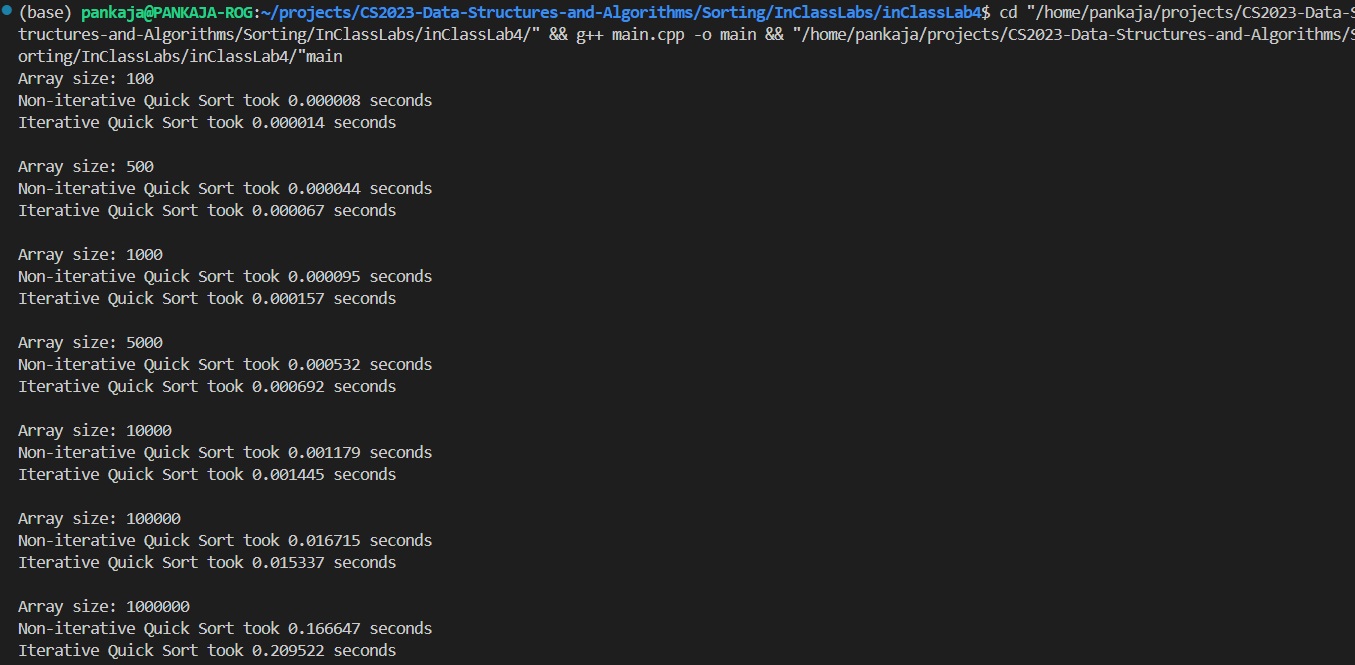 (base) pankaja@PANKAJA-ROG:~/projects/CS2023-Data-Structures-and-Algorithms/Sorting/InClassLabs/inClassLab4$ cd "/home/pankaja/projects/CS2023-Data-S
tructures-and-Algorithms/Sorting/InClassLabs/inClassLab4/" && g++ main.cpp -o main && "/home/pankaja/projects/CS2023-Data-Structures-and-Algorithms/S
orting/InClassLabs/inClassLab4/"main
Array size: 100
Non-iterative Quick Sort took 0.000008 seconds
Iterative Quick Sort took 0.000014 seconds

Array size: 500
Non-iterative Quick Sort took 0.000044 seconds
Iterative Quick Sort took 0.000067 seconds

Array size: 1000
Non-iterative Quick Sort took 0.000095 seconds
Iterative Quick Sort took 0.000157 seconds

Array size: 5000
Non-iterative Quick Sort took 0.000532 seconds
Iterative Quick Sort took 0.000692 seconds

Array size: 10000
Non-iterative Quick Sort took 0.001179 seconds
Iterative Quick Sort took 0.001445 seconds

Array size: 100000
Non-iterative Quick Sort took 0.016715 seconds
Iterative Quick Sort took 0.015337 seconds

Array size: 1000000
Non-iterative Quick Sort took 0.166647 seconds
Iterative Quick Sort took 0.209522 seconds